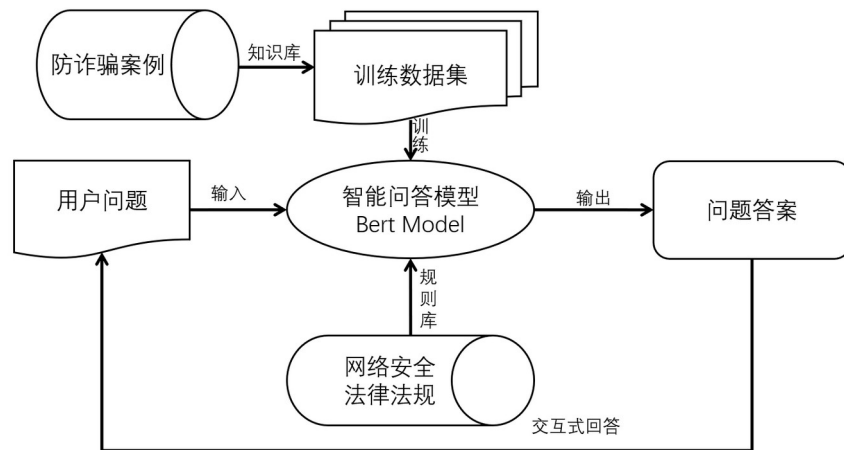 防诈骗案例
知识库
训练数据集
训
练
用户问题
输入
智能问答模型
Bert Model
输出
问题答案
规
则
库
网络安全
法律法规
交互式回答